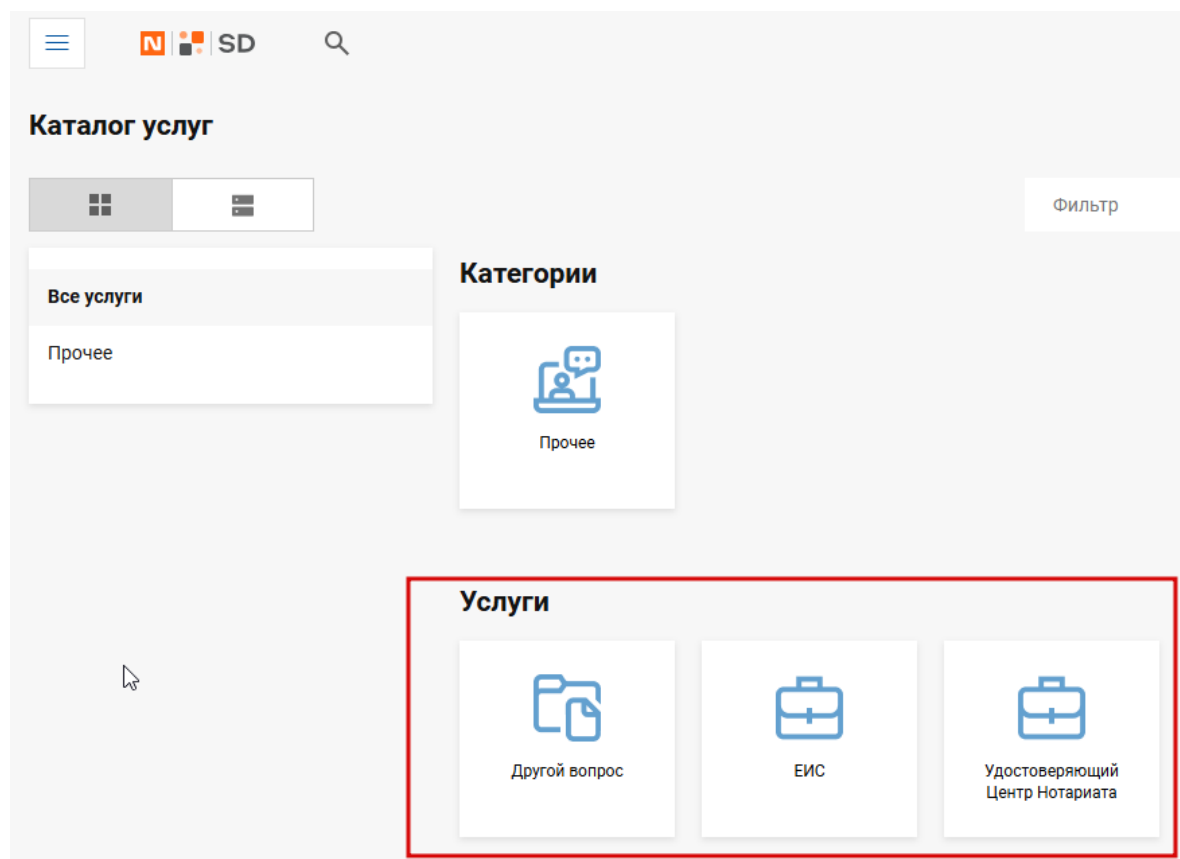 N SD
Каталог услуг
Фильтр
Все услуги
Прочее
Категории
Прочее
Услуги
Другой вопрос
ЕИС
Удостоверяющий
Центр Нотариата